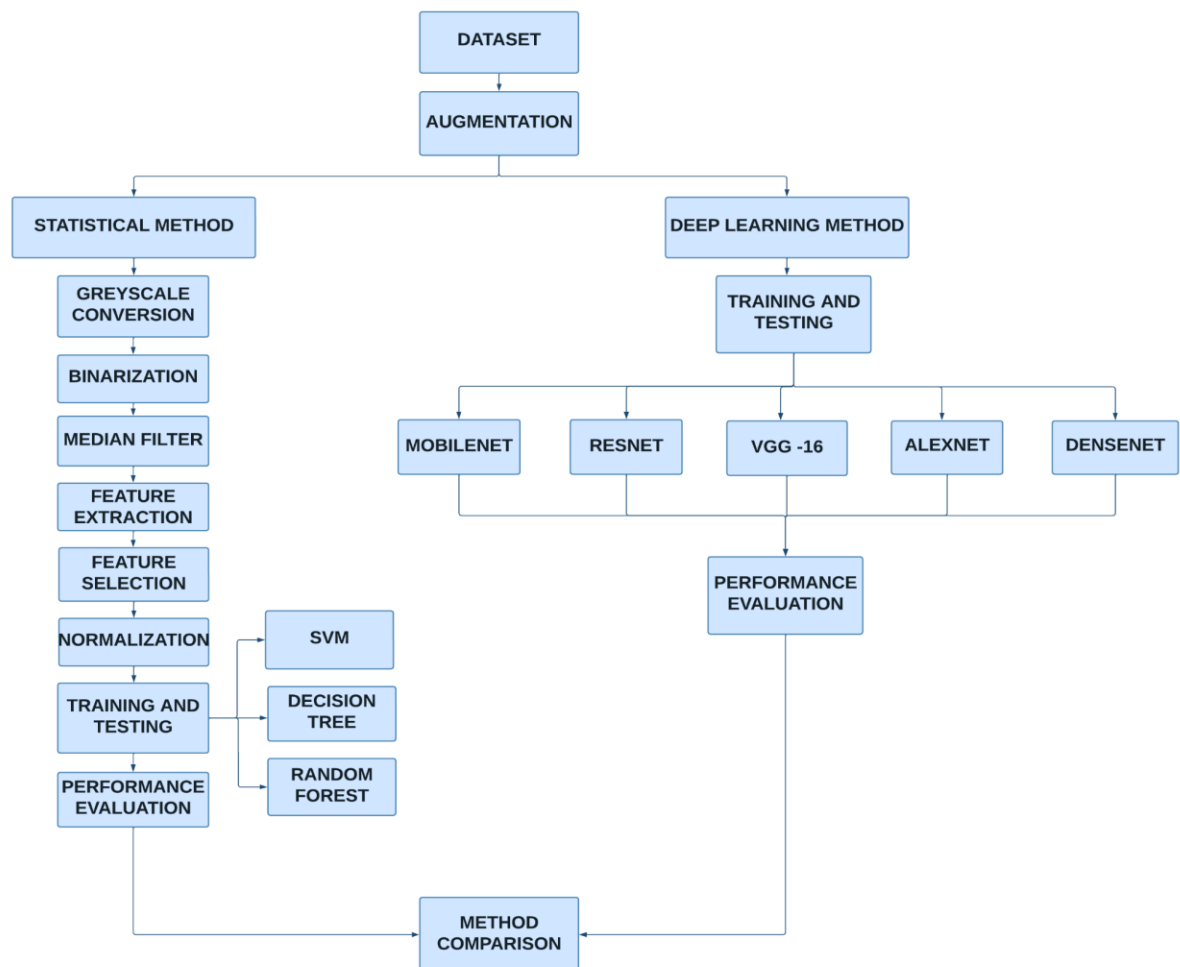 DATASET
AUGMENTATION
STATISTICAL METHOD
DEEP LEARNING METHOD
GREYSCALE
CONVERSION
BINARIZATION
MEDIAN FILTER
FEATURE
EXTRACTION
FEATURE
SELECTION
NORMALIZATION
TRAINING AND
TESTING
SVM
DECISION
TREE
RANDOM
FOREST
PERFORMANCE
EVALUATION
TRAINING AND
TESTING
MOBILENET
RESNET
VGG -16
ALEXNET
DENSENET
PERFORMANCE
EVALUATION
METHOD
COMPARISON